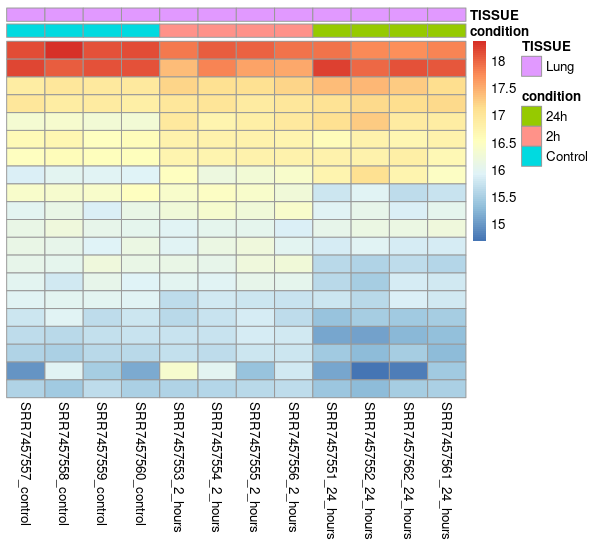 TISSUE
condition
18
17.5
17
16.5
16
15.5
15
TISSUE
Lung
condition
24h
2h
Control
SRR7457557_control
SRR7457558_control
SRR7457559_control
SRR7457560_control
SRR7457553_2_hours
SRR7457554_2_hours
SRR7457555_2_hours
SRR7457556_2_hours
SRR7457551_24_hours
SRR7457552_24_hours
SRR7457562_24_hours
SRR7457561_24_hours